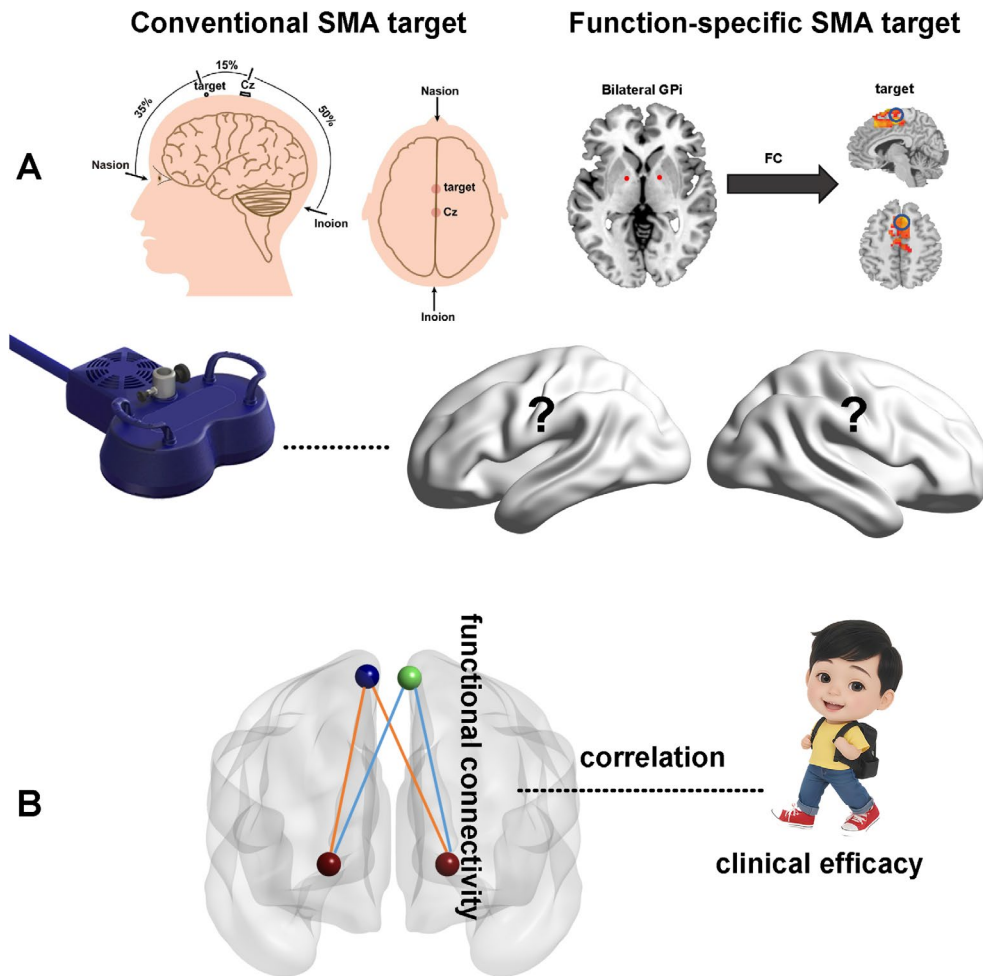 Conventional SMA target
Function-specific SMA target
A
35%
15%
50%
target
Cz
Nasion
Inoion
Nasion
target
Cz
Inoion
Bilateral GPi
FC
target
?
?
B
functional connectivity
correlation
clinical efficacy